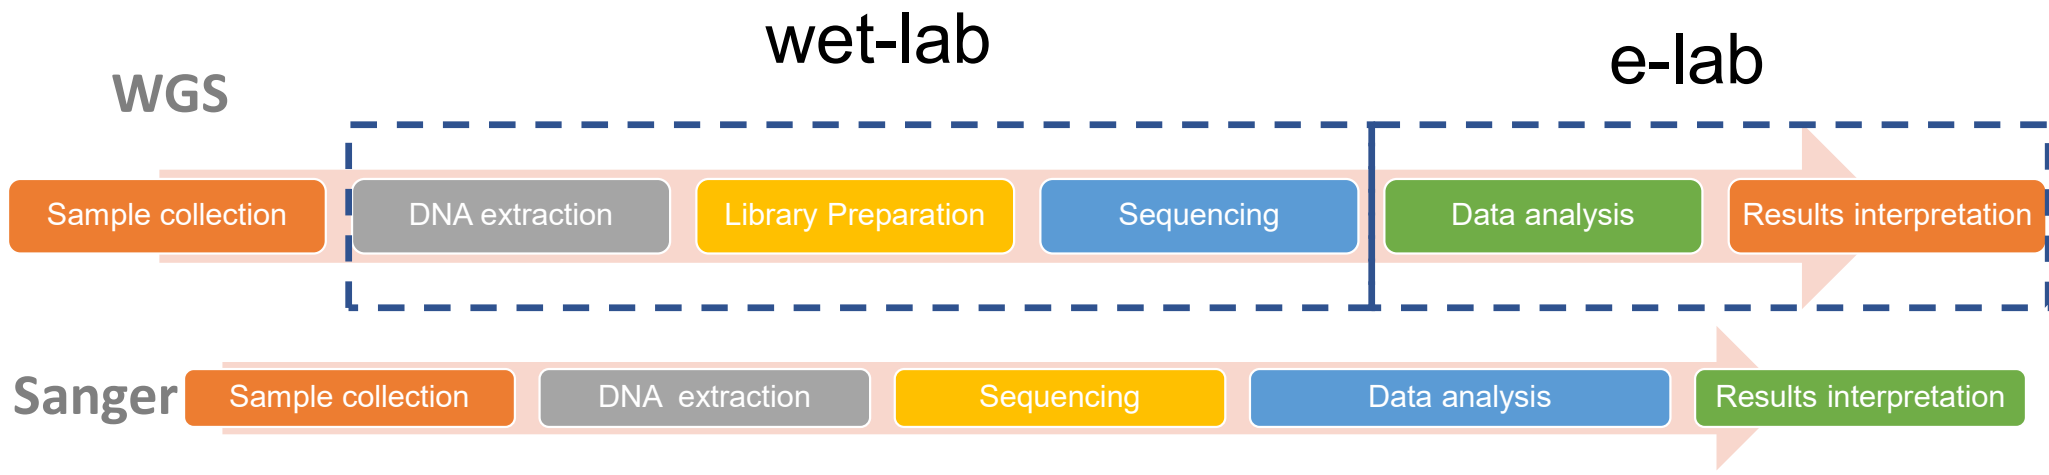 wet-lab
e-lab
WGS
Sample collection
DNA extraction
Library Preparation
Sequencing
Data analysis
Results interpretation
Sanger
Sample collection
DNA extraction
Sequencing
Data analysis
Results interpretation